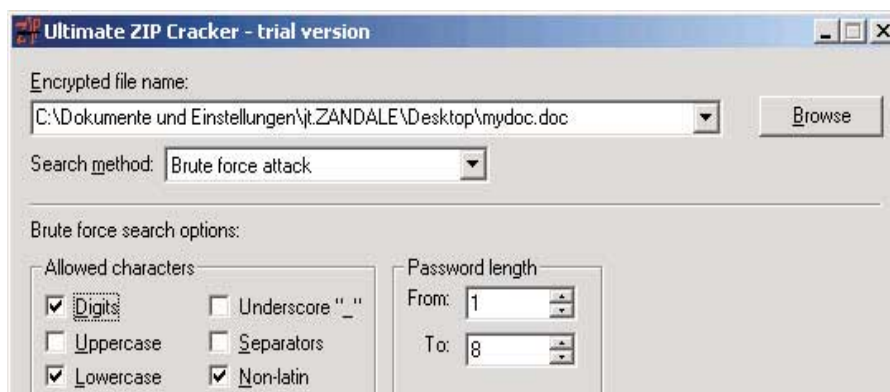 Ultimate ZIP Cracker - trial version
Encrypted file name:
C:\Dokumente und Einstellungen\jt.ZANDALE\Desktop\mydoc.doc
Browse
Search method: Brute force attack
Brute force search options:
Allowed characters
Digits
Underscore "_"
Uppercase
Separators
Lowercase
Non-latin
Password length
From: 1
To: 8